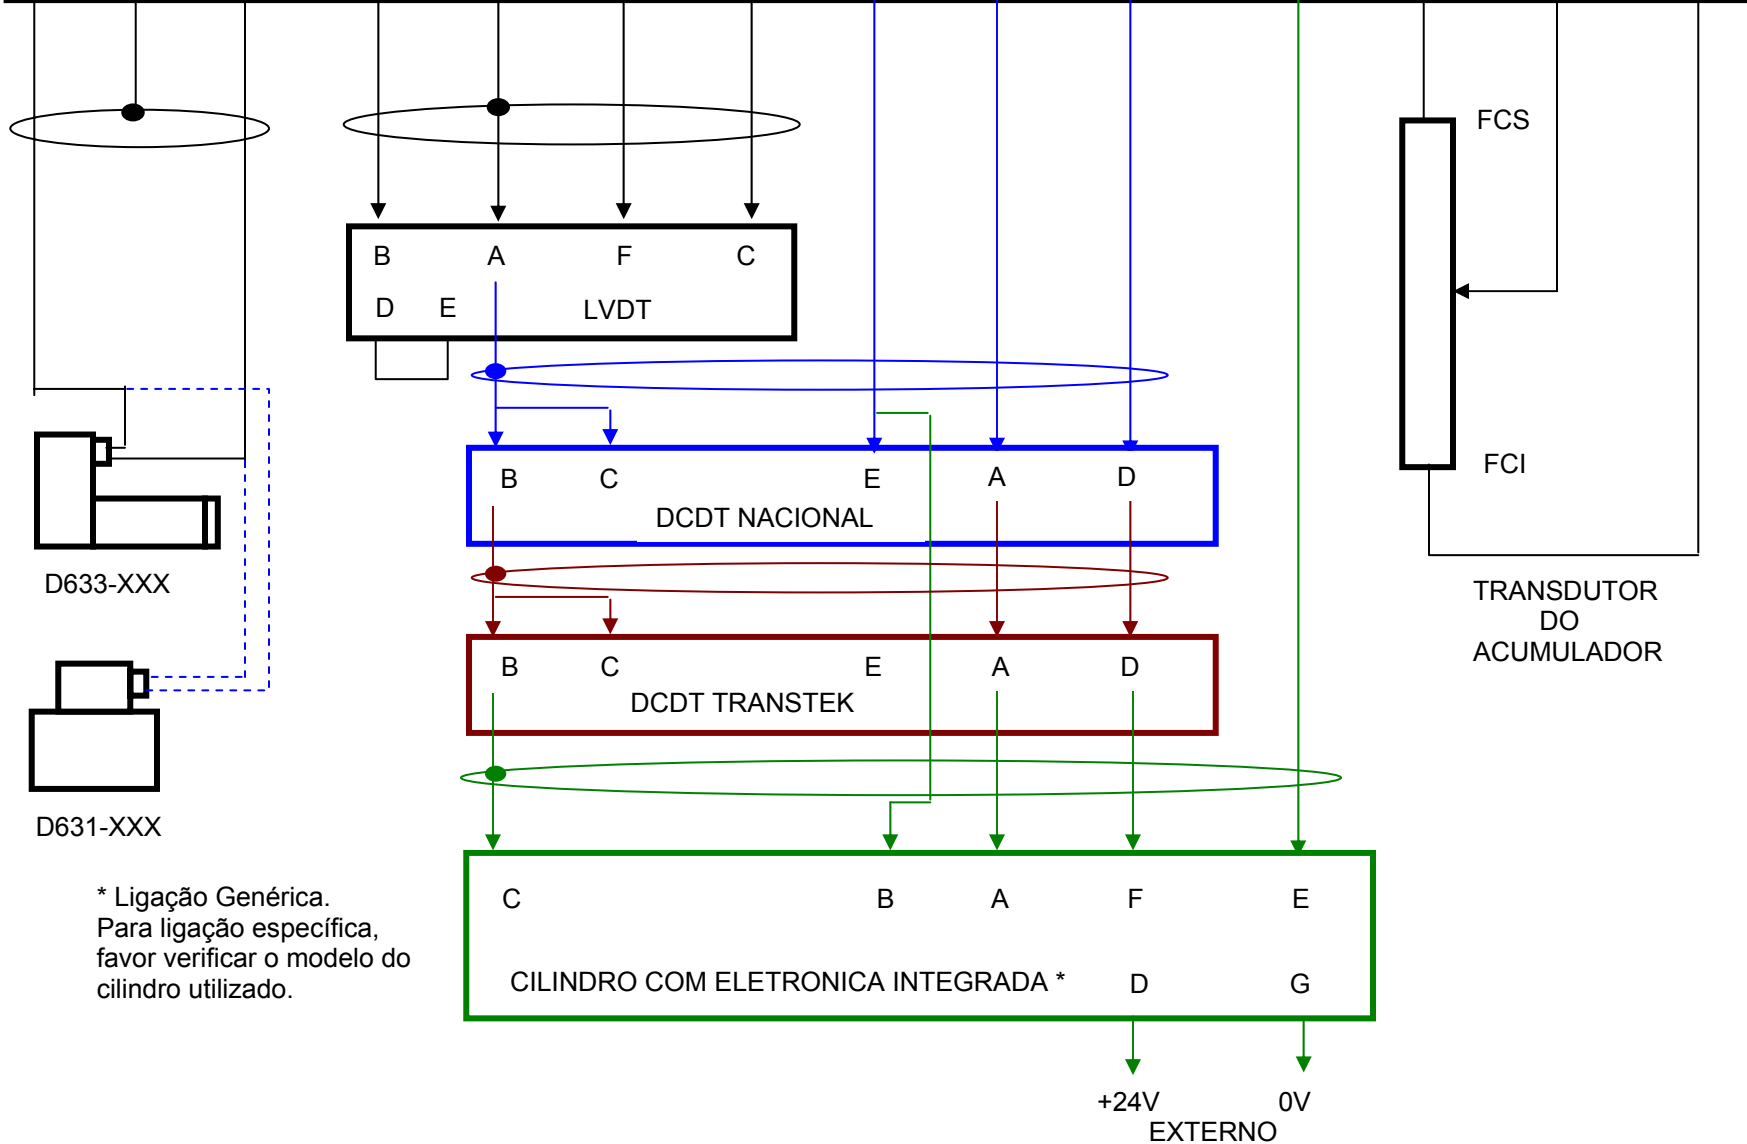 FCS
B A F C
D E LVDT
FCI
B C E A D
DCDT NACIONAL
D633-XXX
TRANSDUTOR
DO
ACUMULADOR
B C E A D
DCDT TRANSTEK
D631-XXX
* Ligação Genérica.
Para ligação específica,
favor verificar o modelo do
cilindro utilizado.
C B A F E
CILINDRO COM ELETRONICA INTEGRADA * D G
+24V 0V
EXTERNO